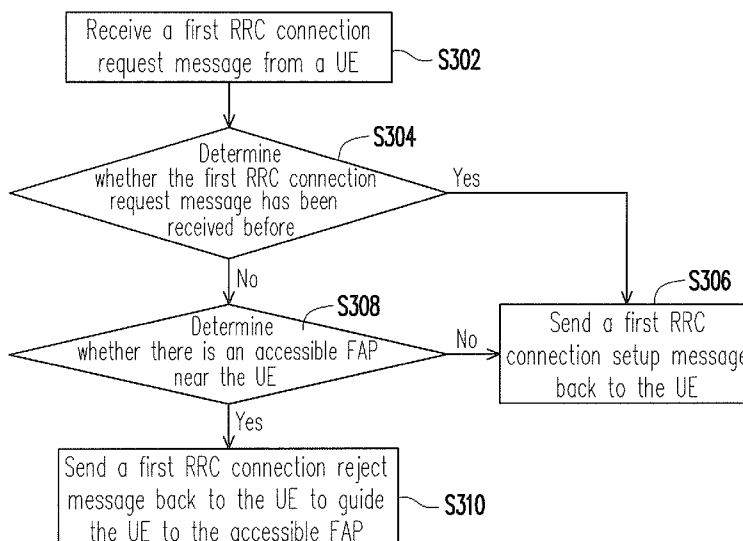 Receive a first RRC connection
request message from a UE
S302
S304
Determine
whether the first RRC connection
request message has been
received before
Yes
No
S308
Determine
whether there is an accessible FAP
near the UE
No
S306
Send a first RRC
connection setup message
back to the UE
Yes
Send a first RRC connection reject
message back to the UE to guide
the UE to the accessible FAP
S310